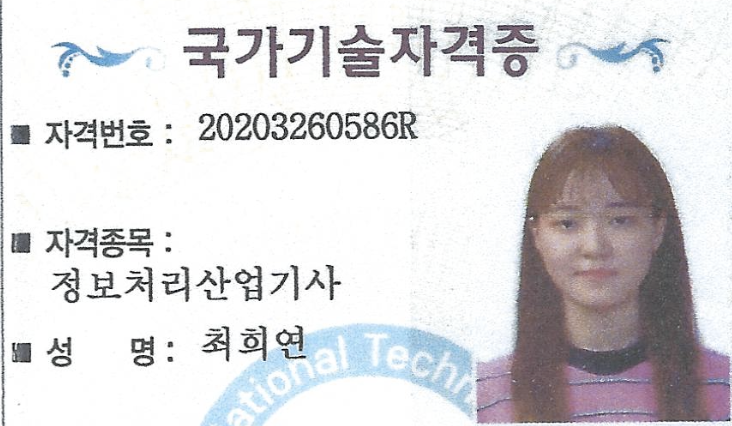 국가기술자격증
■ 자격번호 : 20203260586R
■ 자격종목 :
정보처리산업기사
■ 성 명 : 최희연
ational Techn